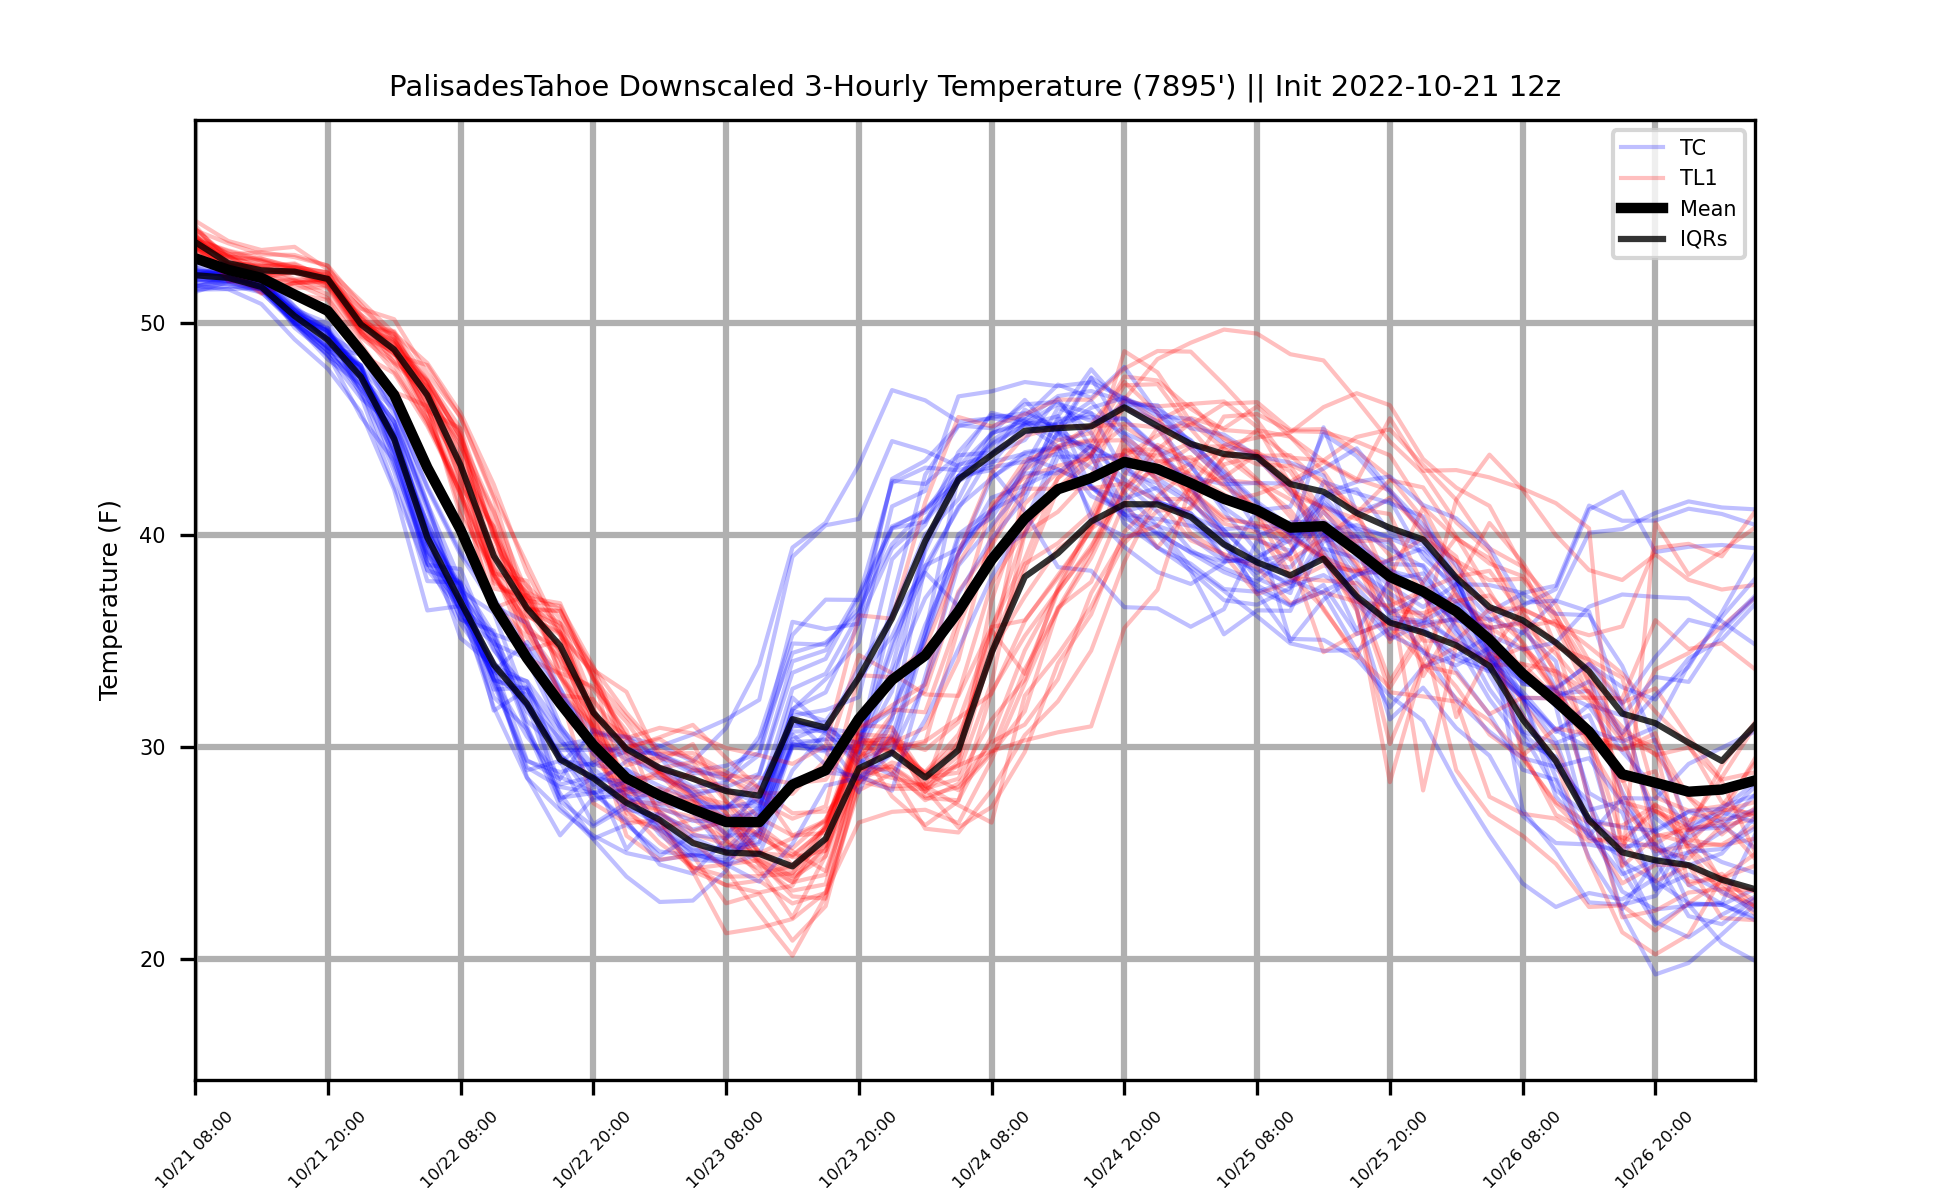 PalisadesTahoe Downscaled 3-Hourly Temperature (7895') || Init 2022-10-21 12z
TC
TL1
Mean
IQRs
Temperature (F)
50
40
30
20
10/21 08:00
10/21 20:00
10/22 08:00
10/22 20:00
10/23 08:00
10/23 20:00
10/24 08:00
10/24 20:00
10/25 08:00
10/25 20:00
10/26 08:00
10/26 20:00